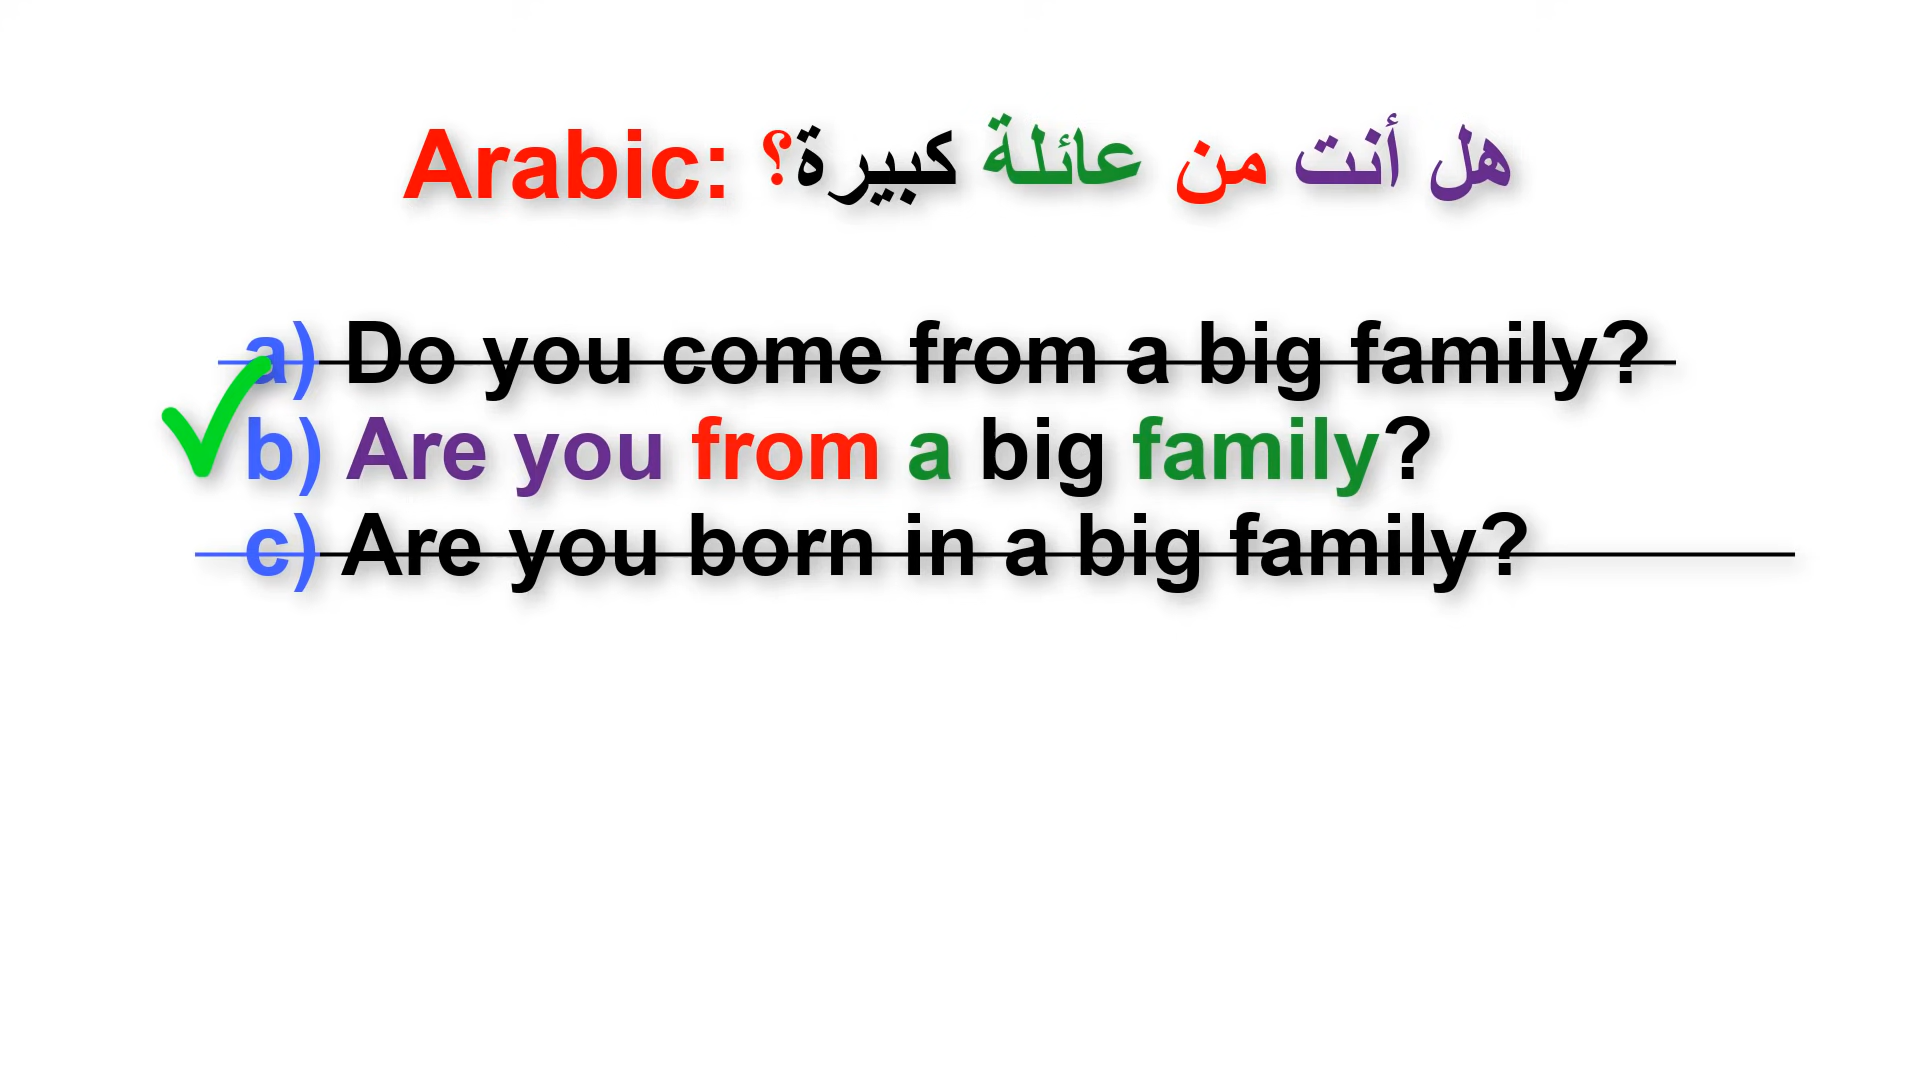 Arabic: هل أنت من عائلة كبيرة؟
a) Do you come from a big family?
b) Are you from a big family?
c) Are you born in a big family?